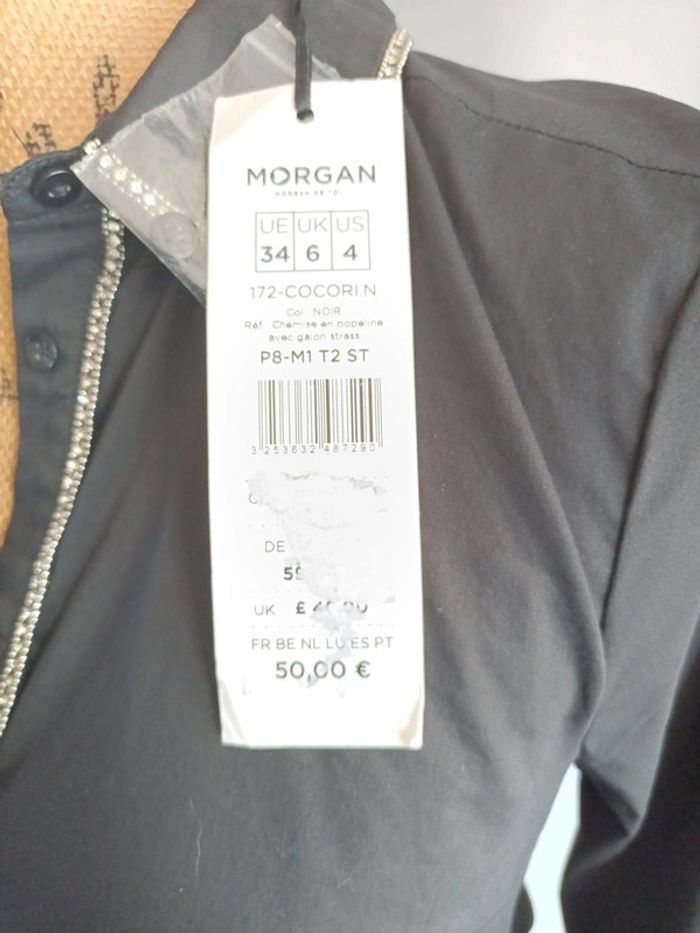 MORGAN
MORGAN DE TOI
UE UK US
34 6 4
172-COCORI.N
Col : NOIR
Réf : Chemise en popeline
avec galon strass
P8-M1 T2 ST
3 253632 487290
DE
UK £
FR BE NL LU ES PT
50,00 €